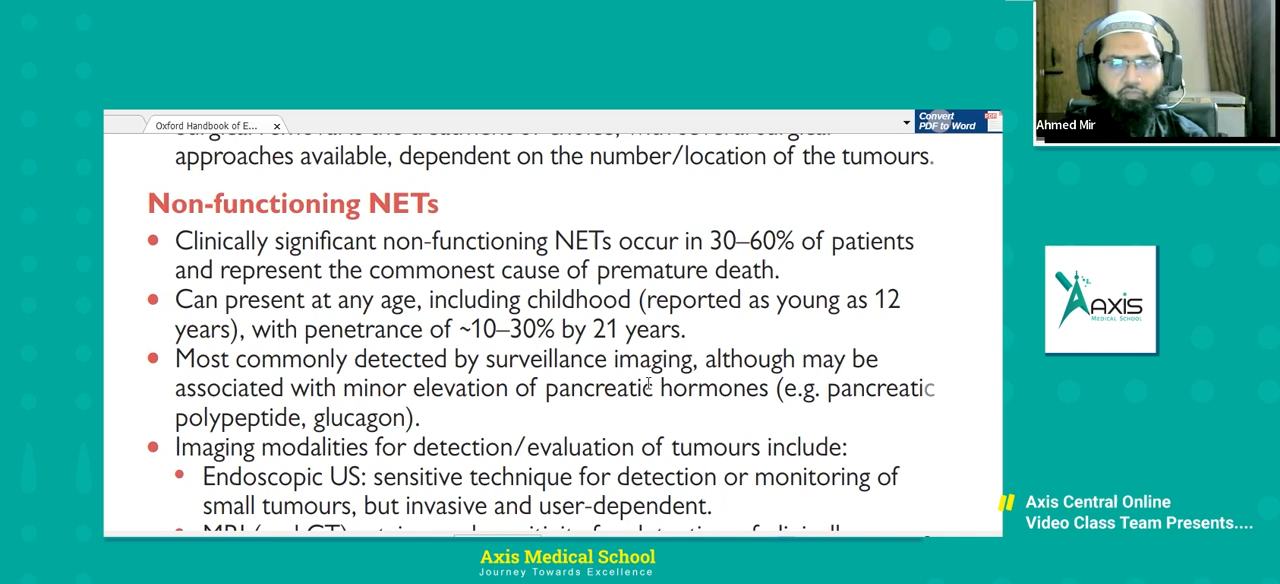 Oxford Handbook of E...
Convert
PDF to Word
Ahmed Mir
approaches available, dependent on the number/location of the tumours.
Non-functioning NETs
• Clinically significant non-functioning NETs occur in 30–60% of patients
and represent the commonest cause of premature death.
• Can present at any age, including childhood (reported as young as 12
years), with penetrance of ~10–30% by 21 years.
• Most commonly detected by surveillance imaging, although may be
associated with minor elevation of pancreatic hormones (e.g. pancreatic
polypeptide, glucagon).
• Imaging modalities for detection/evaluation of tumours include:
• Endoscopic US: sensitive technique for detection or monitoring of
small tumours, but invasive and user-dependent.
AXIS
MEDICAL SCHOOL
Axis Central Online
Video Class Team Presents....
Axis Medical School
Journey Towards Excellence